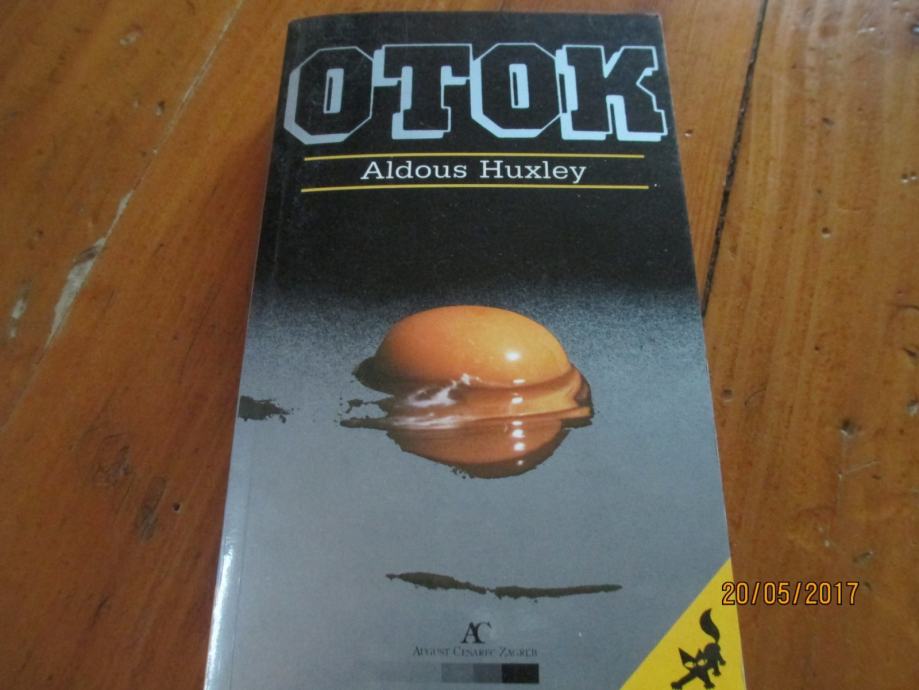 OTOK
Aldous Huxley
AC
AUGUST CESAREC ZAGREB
20/05/2017